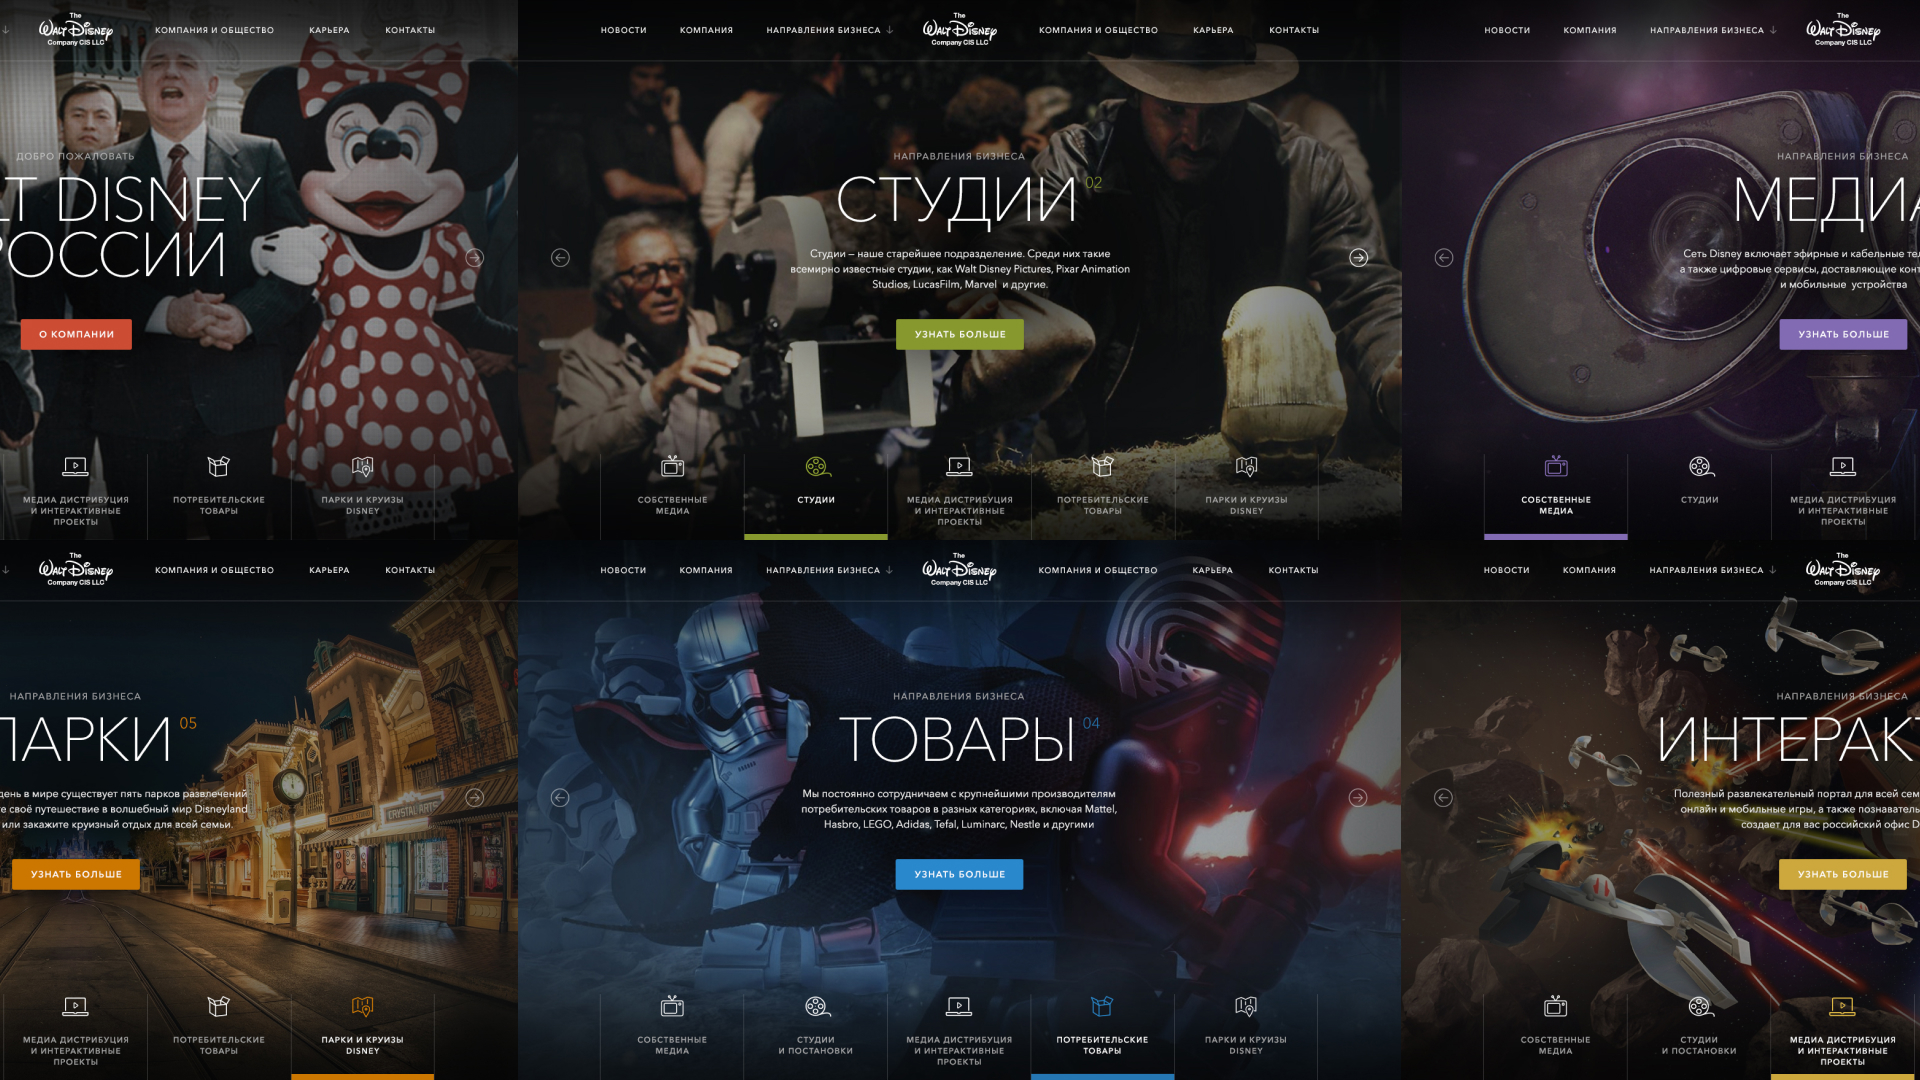 The
WALT DISNEY
Company CIS LLC
КОМПАНИЯ И ОБЩЕСТВО
КАРЬЕРА
КОНТАКТЫ
ДОБРО ПОЖАЛОВАТЬ
LT DISNEY
РОССИИ
О КОМПАНИИ
МЕДИА ДИСТРИБУЦИЯ
И ИНТЕРАКТИВНЫЕ
ПРОЕКТЫ
ПОТРЕБИТЕЛЬСКИЕ
ТОВАРЫ
ПАРКИ И КРУИЗЫ
DISNEY
НОВОСТИ
КОМПАНИЯ
НАПРАВЛЕНИЯ БИЗНЕСА
The
WALT DISNEY
Company CIS LLC
КОМПАНИЯ И ОБЩЕСТВО
КАРЬЕРА
КОНТАКТЫ
НАПРАВЛЕНИЯ БИЗНЕСА
СТУДИИ 02
Студии – наше старейшее подразделение. Среди них такие
всемирно известные студии, как Walt Disney Pictures, Pixar Animation
Studios, LucasFilm, Marvel и другие.
УЗНАТЬ БОЛЬШЕ
СОБСТВЕННЫЕ
МЕДИА
СТУДИИ
МЕДИА ДИСТРИБУЦИЯ
И ИНТЕРАКТИВНЫЕ
ПРОЕКТЫ
ПОТРЕБИТЕЛЬСКИЕ
ТОВАРЫ
ПАРКИ И КРУИЗЫ
DISNEY
НОВОСТИ
КОМПАНИЯ
НАПРАВЛЕНИЯ БИЗНЕСА
The
WALT DISNEY
Company CIS LLC
НАПРАВЛЕНИЯ БИЗНЕСА
МЕДИА
Сеть Disney включает эфирные и кабельные тел
а также цифровые сервисы, доставляющие конт
и мобильные устройства
УЗНАТЬ БОЛЬШЕ
СОБСТВЕННЫЕ
МЕДИА
СТУДИИ
МЕДИА ДИСТРИБУЦИЯ
И ИНТЕРАКТИВНЫЕ
ПРОЕКТЫ
The
WALT DISNEY
Company CIS LLC
КОМПАНИЯ И ОБЩЕСТВО
КАРЬЕРА
КОНТАКТЫ
НАПРАВЛЕНИЯ БИЗНЕСА
ПАРКИ 05
день в мире существует пять парков развлечений
е своё путешествие в волшебный мир Disneyland
или закажите круизный отдых для всей семьи.
УЗНАТЬ БОЛЬШЕ
CRYSTAL ARTS
МЕДИА ДИСТРИБУЦИЯ
И ИНТЕРАКТИВНЫЕ
ПРОЕКТЫ
ПОТРЕБИТЕЛЬСКИЕ
ТОВАРЫ
ПАРКИ И КРУИЗЫ
DISNEY
НОВОСТИ
КОМПАНИЯ
НАПРАВЛЕНИЯ БИЗНЕСА
The
WALT DISNEY
Company CIS LLC
КОМПАНИЯ И ОБЩЕСТВО
КАРЬЕРА
КОНТАКТЫ
НАПРАВЛЕНИЯ БИЗНЕСА
ТОВАРЫ 04
Мы постоянно сотрудничаем с крупнейшими производителям
потребительских товаров в разных категориях, включая Mattel,
Hasbro, LEGO, Adidas, Tefal, Luminarc, Nestle и другими
УЗНАТЬ БОЛЬШЕ
СОБСТВЕННЫЕ
МЕДИА
СТУДИИ
И ПОСТАНОВКИ
МЕДИА ДИСТРИБУЦИЯ
И ИНТЕРАКТИВНЫЕ
ПРОЕКТЫ
ПОТРЕБИТЕЛЬСКИЕ
ТОВАРЫ
ПАРКИ И КРУИЗЫ
DISNEY
НОВОСТИ
КОМПАНИЯ
НАПРАВЛЕНИЯ БИЗНЕСА
The
WALT DISNEY
Company CIS LLC
НАПРАВЛЕНИЯ БИЗНЕСА
ИНТЕРАКТ
Полезный развлекательный портал для всей сем
онлайн и мобильные игры, а также познаватель
создает для вас российский офис D
УЗНАТЬ БОЛЬШЕ
СОБСТВЕННЫЕ
МЕДИА
СТУДИИ
И ПОСТАНОВКИ
МЕДИА ДИСТРИБУЦИЯ
И ИНТЕРАКТИВНЫЕ
ПРОЕКТЫ